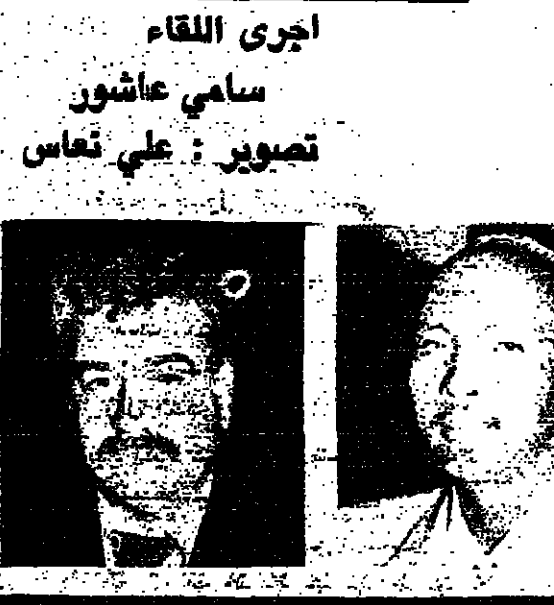 اجرى اللقاء
سامي عاشور
تصوير : علي نعاس